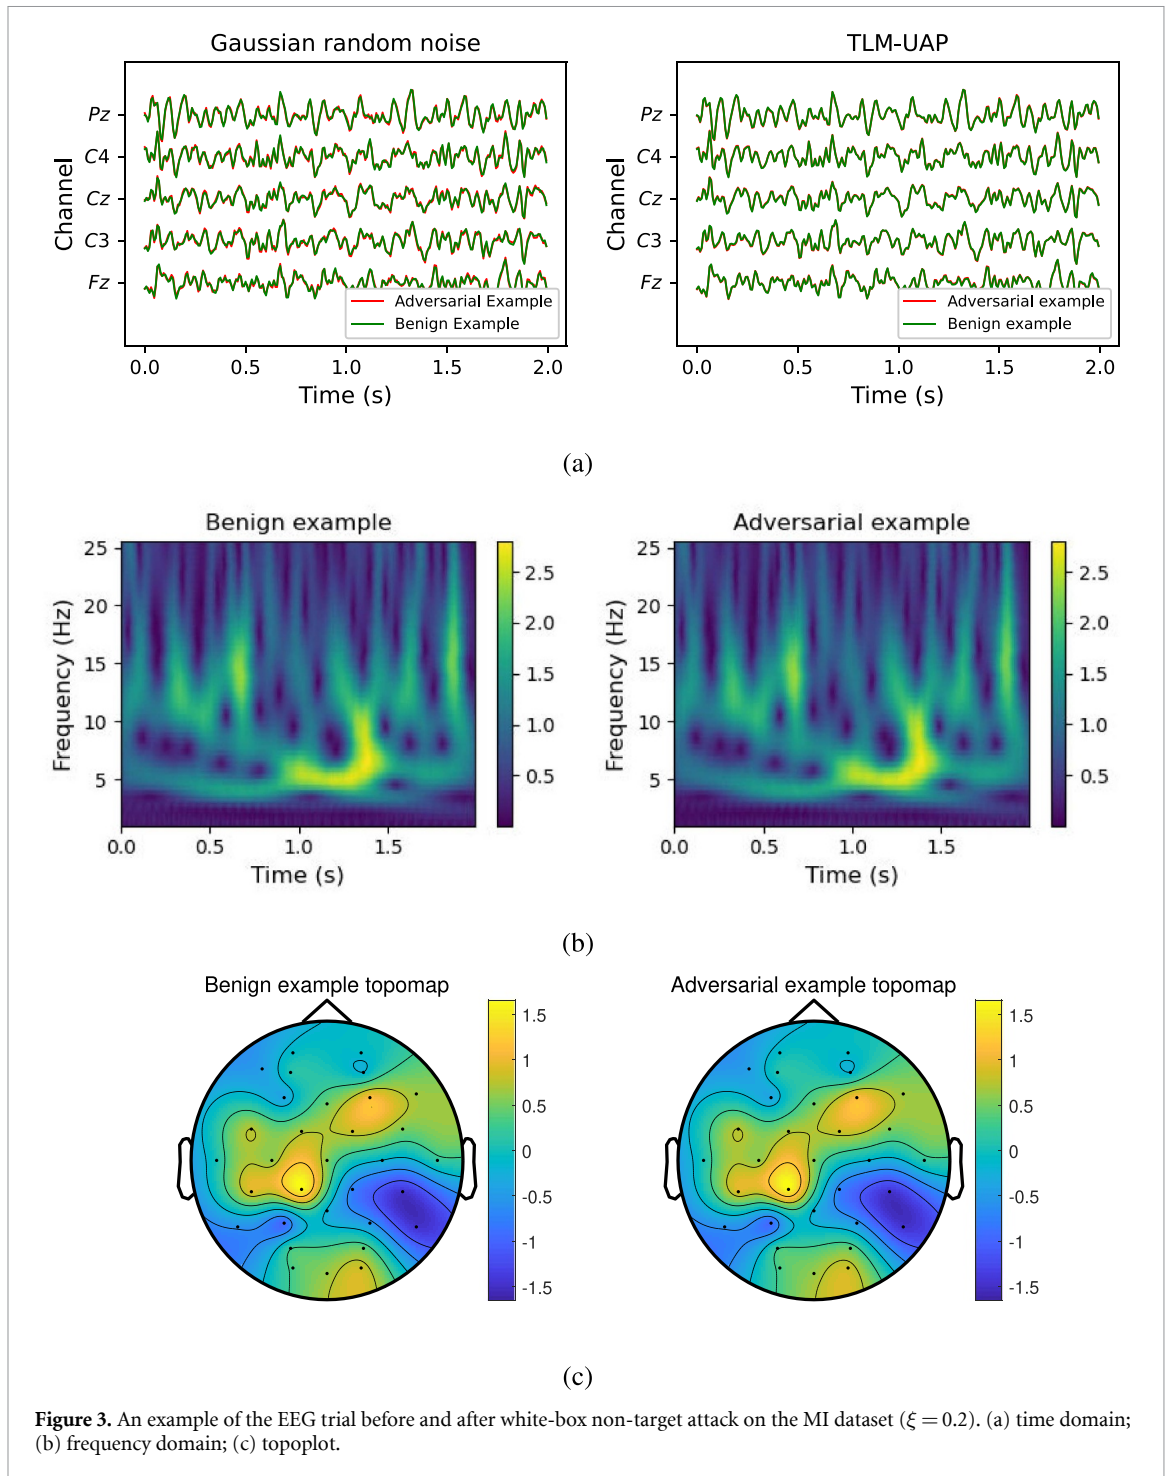 Gaussian random noise
TLM-UAP
Channel
Pz
C4
Cz
C3
Fz
Adversarial Example
Benign Example
0.0 0.5 1.0 1.5 2.0
Time (s)
Channel
Pz
C4
Cz
C3
Fz
Adversarial example
Benign example
0.0 0.5 1.0 1.5 2.0
Time (s)
(a)
Benign example
Frequency (Hz)
25
20
15
10
5
0.0 0.5 1.0 1.5
Time (s)
2.5
2.0
1.5
1.0
0.5
Adversarial example
Frequency (Hz)
25
20
15
10
5
0.0 0.5 1.0 1.5
Time (s)
2.5
2.0
1.5
1.0
0.5
(b)
Benign example topomap
1.5
1
0.5
0
-0.5
-1
-1.5
Adversarial example topomap
1.5
1
0.5
0
-0.5
-1
-1.5
(c)
Figure 3. An example of the EEG trial before and after white-box non-target attack on the MI dataset (ξ = 0.2). (a) time domain;
(b) frequency domain; (c) topoplot.